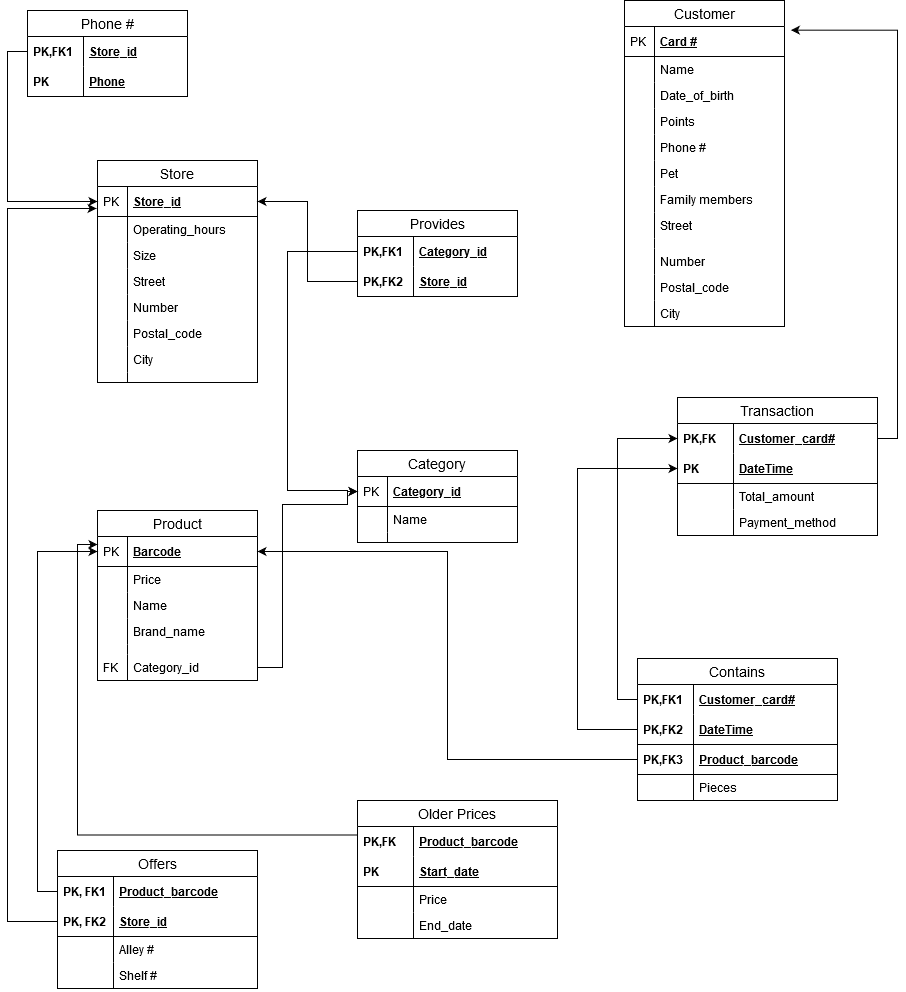 Phone #
PK,FK1 Store_id
PK Phone
Customer
PK Card #
Name
Date_of_birth
Points
Phone #
Pet
Family members
Street
Number
Postal_code
City
Store
PK Store_id
Operating_hours
Size
Street
Number
Postal_code
City
Provides
PK,FK1 Category_id
PK,FK2 Store_id
Transaction
PK,FK Customer_card#
PK DateTime
Total_amount
Payment_method
Category
PK Category_id
Name
Product
PK Barcode
Price
Name
Brand_name
FK Category_id
Contains
PK,FK1 Customer_card#
PK,FK2 DateTime
PK,FK3 Product_barcode
Pieces
Older Prices
PK,FK Product_barcode
PK Start_date
Price
End_date
Offers
PK, FK1 Product_barcode
PK, FK2 Store_id
Alley #
Shelf #